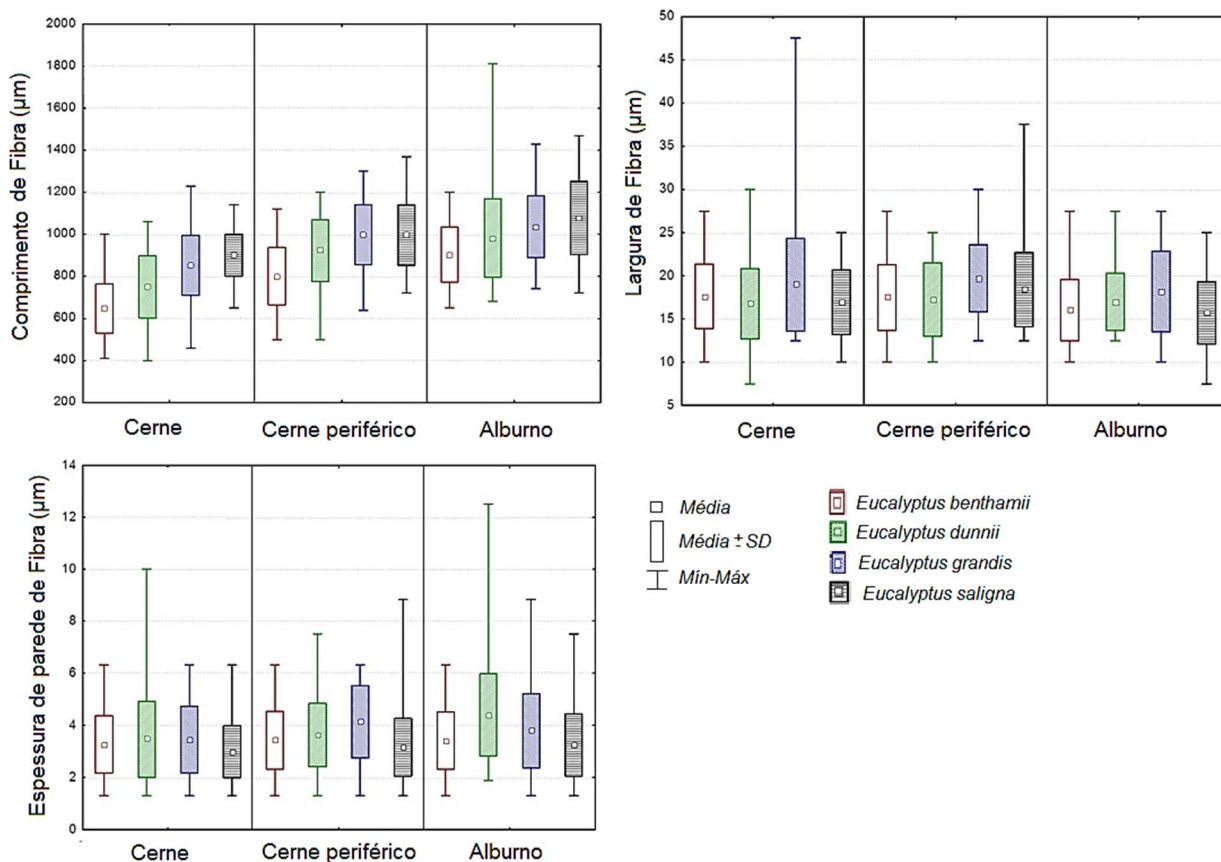 Comprimento de Fibra (µm)
2000
1800
1600
1400
1200
1000
800
600
400
200
Cerne
Cerne periférico
Alburno
Largura de Fibra (µm)
50
45
40
35
30
25
20
15
10
5
Cerne
Cerne periférico
Alburno
Espessura de parede de Fibra (µm)
14
12
10
8
6
4
2
0
Cerne
Cerne periférico
Alburno
Média
Média ± SD
Mín-Máx
Eucalyptus benthamii
Eucalyptus dunnii
Eucalyptus grandis
Eucalyptus saligna